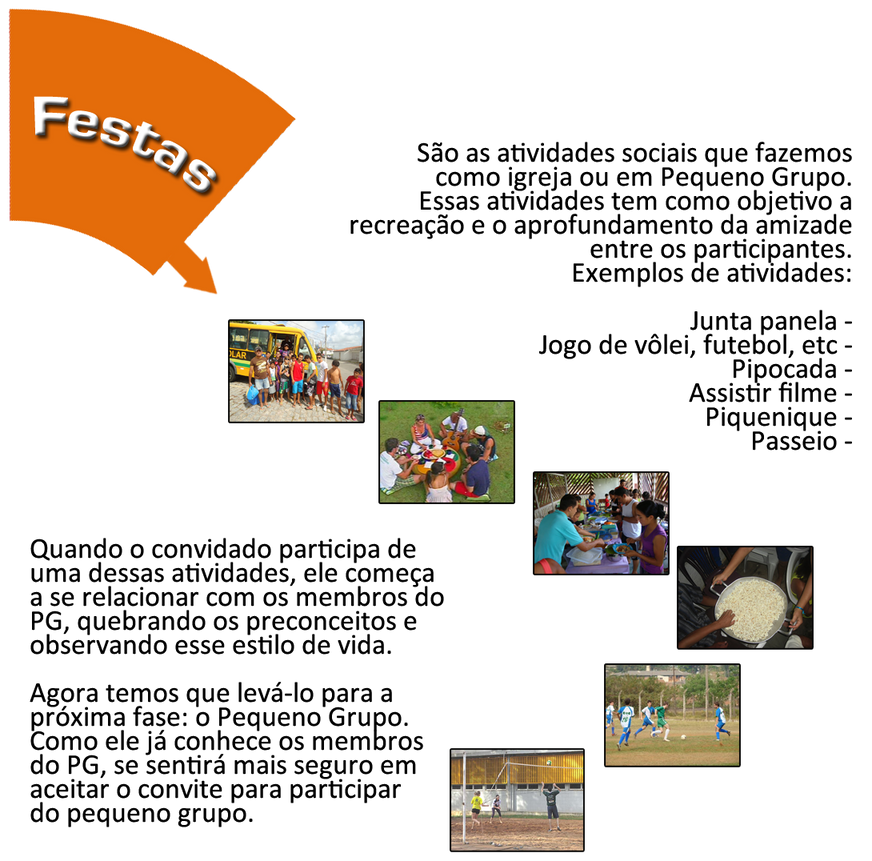 Festas
São as atividades sociais que fazemos
como igreja ou em Pequeno Grupo.
Essas atividades tem como objetivo a
recreação e o aprofundamento da amizade
entre os participantes.
Exemplos de atividades:
Junta panela -
Jogo de vôlei, futebol, etc -
Pipocada -
Assistir filme -
Piquenique -
Passeio -
OLAR
Quando o convidado participa de
uma dessas atividades, ele começa
a se relacionar com os membros do
PG, quebrando os preconceitos e
observando esse estilo de vida.
Agora temos que levá-lo para a
próxima fase: o Pequeno Grupo.
Como ele já conhece os membros
do PG, se sentirá mais seguro em
aceitar o convite para participar
do pequeno grupo.